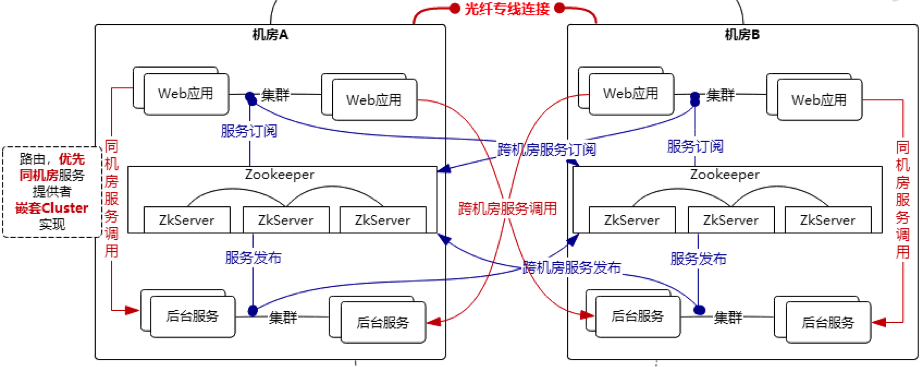 光纤专线连接
机房A
机房B
Web应用
集群
Web应用
Web应用
集群
Web应用
服务订阅
跨机房服务订阅
服务订阅
路由，优先
同机房服务
提供者
嵌套Cluster
实现
同机房服务调用
Zookeeper
ZkServer
ZkServer
ZkServer
跨机房服务调用
Zookeeper
ZkServer
ZkServer
ZkServer
同机房服务调用
服务发布
跨机房服务发布
服务发布
后台服务
集群
后台服务
后台服务
集群
后台服务